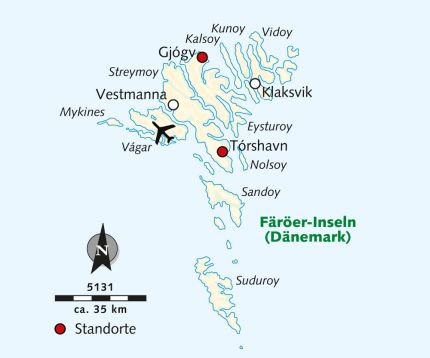 Kunoy
Vidoy
Kalsoy
Gjógv
Streymoy
Vestmanna
Klaksvik
Mykines
Eysturoy
Vágar
Tórshavn
Nolsoy
Sandoy
Färöer-Inseln
(Dänemark)
N
Suduroy
5131
ca. 35 km
Standorte